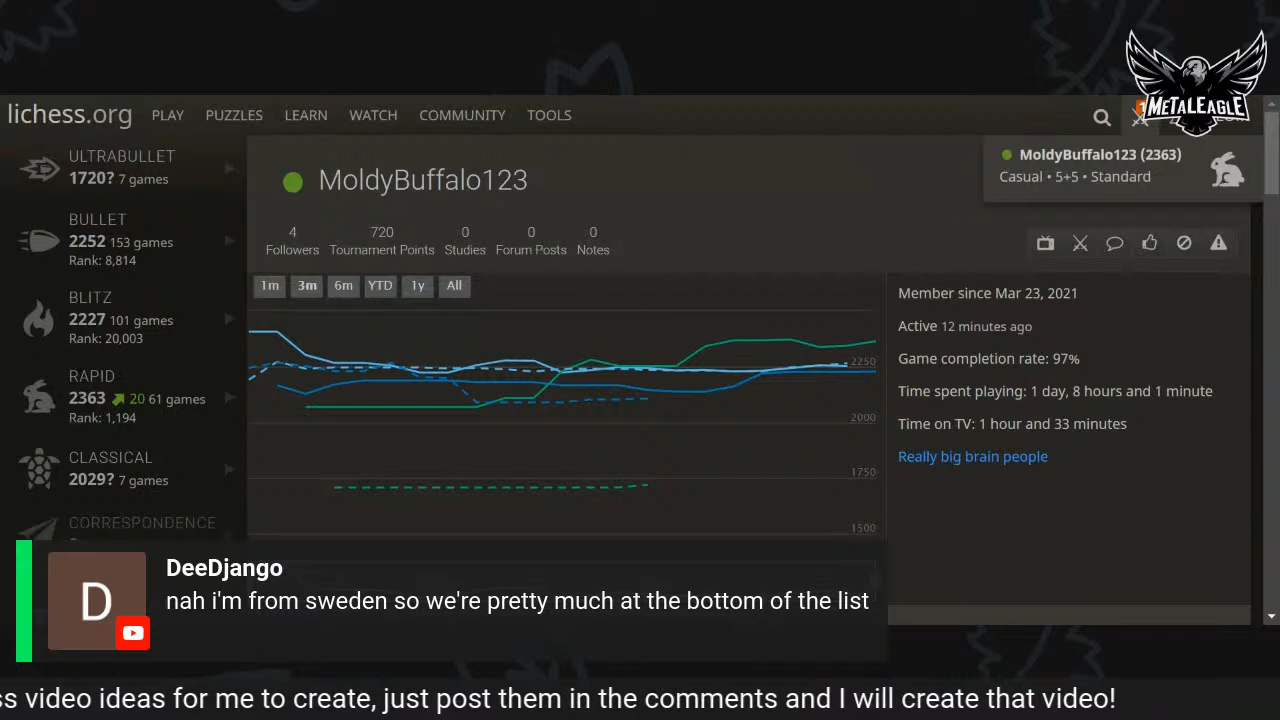 METALEAGLE
lichess.org PLAY PUZZLES LEARN WATCH COMMUNITY TOOLS
MoldyBuffalo123 (2363)
Casual • 5+5 • Standard
ULTRABULLET
1720? 7 games
BULLET
2252 153 games
Rank: 8,814
BLITZ
2227 101 games
Rank: 20,003
RAPID
2363 20 61 games
Rank: 1,194
CLASSICAL
2029? 7 games
CORRESPONDENCE
MoldyBuffalo123
4 720 0 0 0
Followers Tournament Points Studies Forum Posts Notes
1m 3m 6m YTD 1y All
2250
2000
1750
1500
Member since Mar 23, 2021
Active 12 minutes ago
Game completion rate: 97%
Time spent playing: 1 day, 8 hours and 1 minute
Time on TV: 1 hour and 33 minutes
Really big brain people
D
DeeDjango
nah i'm from sweden so we're pretty much at the bottom of the list
ss video ideas for me to create, just post them in the comments and I will create that video!